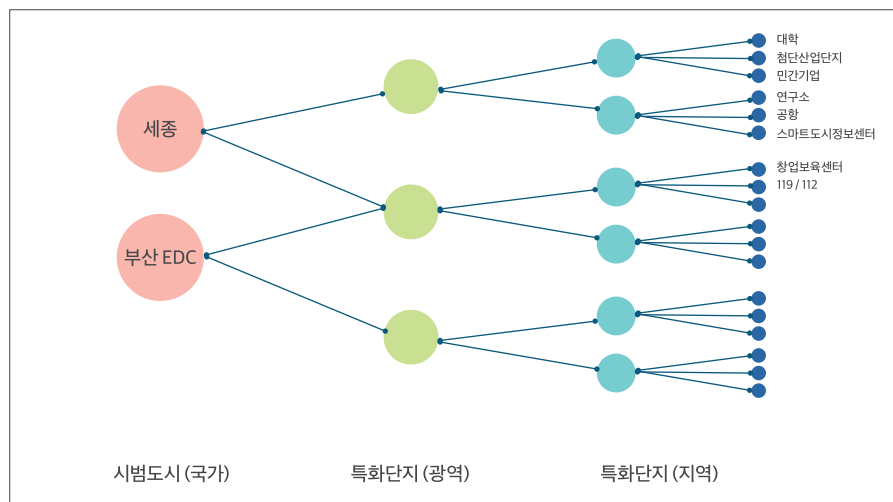 세종
부산 EDC
대학
첨단산업단지
민간기업
연구소
공항
스마트도시정보센터
창업보육센터
119 / 112
시범도시 (국가)
특화단지 (광역)
특화단지 (지역)